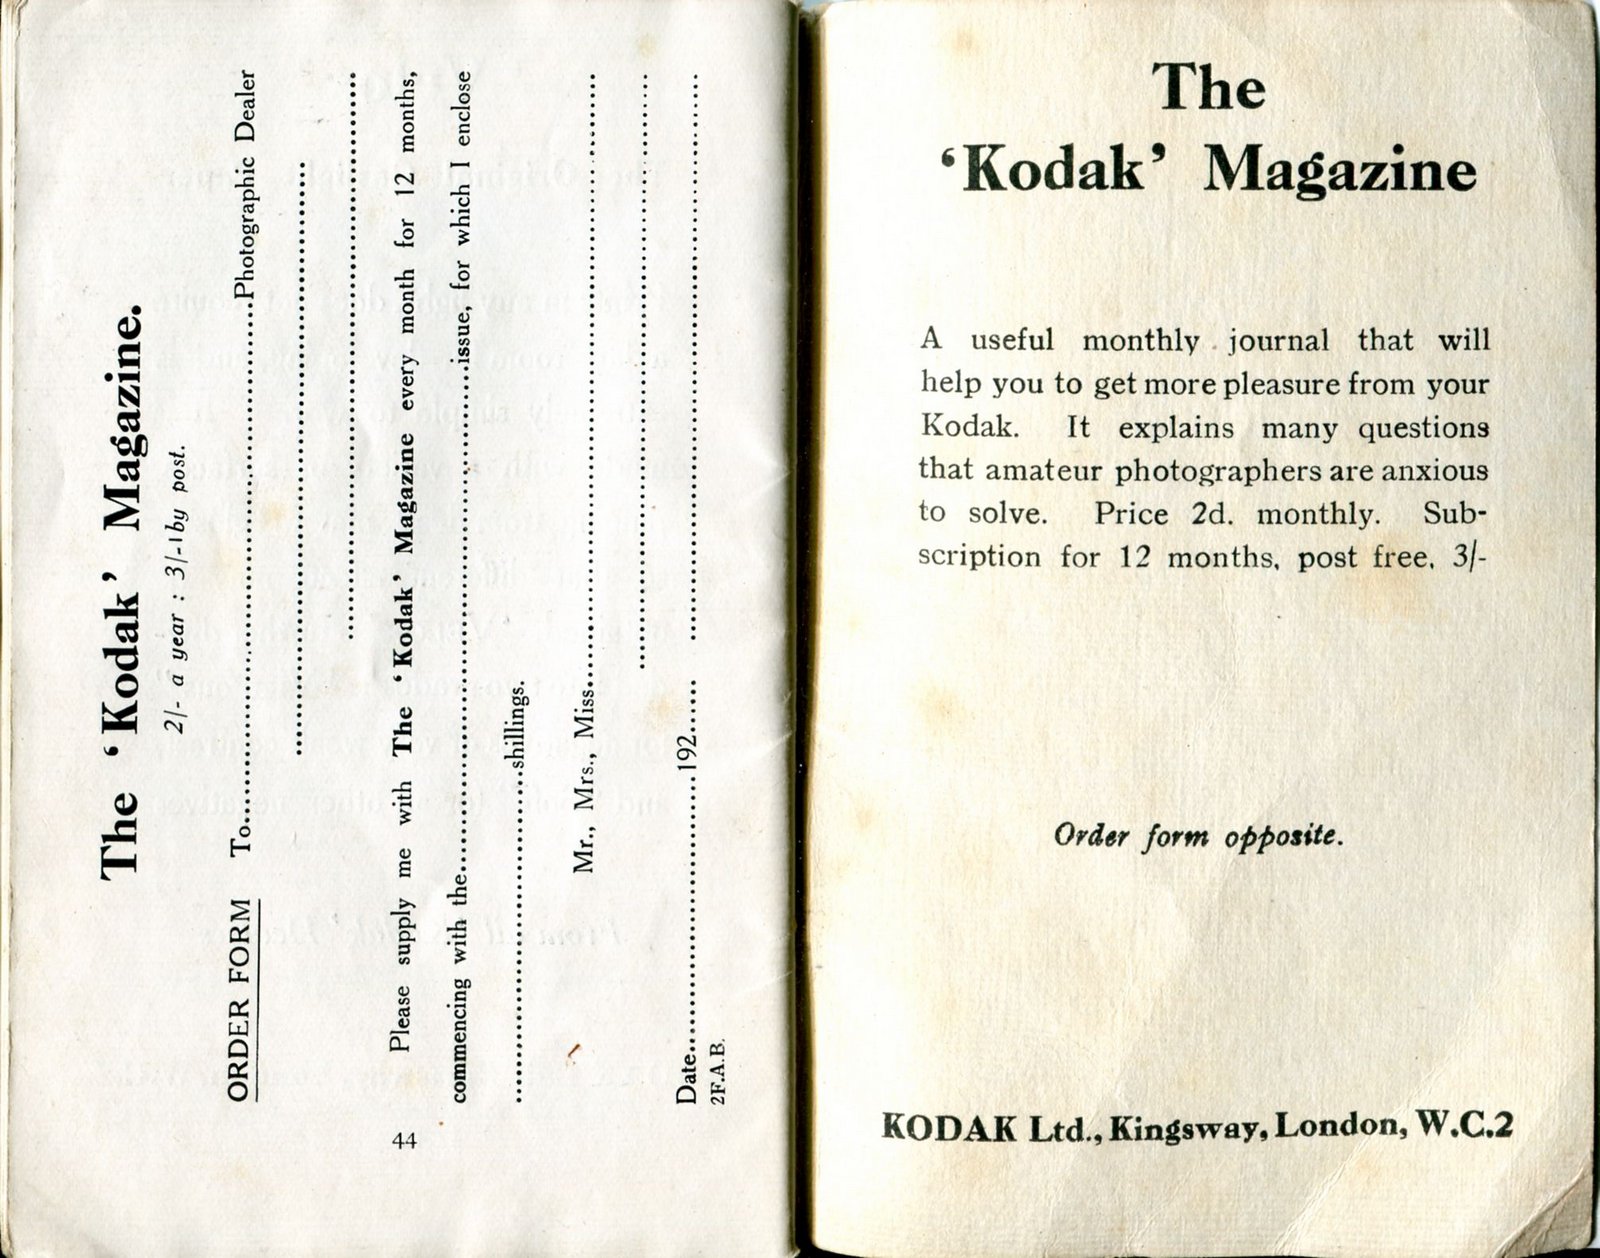 The 'Kodak' Magazine.
2/- a year : 3/- by post.
ORDER FORM To..............................Photographic Dealer
..............................
..............................
Please supply me with The 'Kodak' Magazine every month for 12 months,
commencing with the..............................issue, for which I enclose
..............................shillings.
Mr., Mrs., Miss..............................
..............................
Date..............................192..............................
2F.A.B.
44
The
'Kodak' Magazine
A useful monthly journal that will
help you to get more pleasure from your
Kodak. It explains many questions
that amateur photographers are anxious
to solve. Price 2d. monthly. Sub-
scription for 12 months, post free, 3/-
Order form opposite.
KODAK Ltd., Kingsway, London, W.C.2